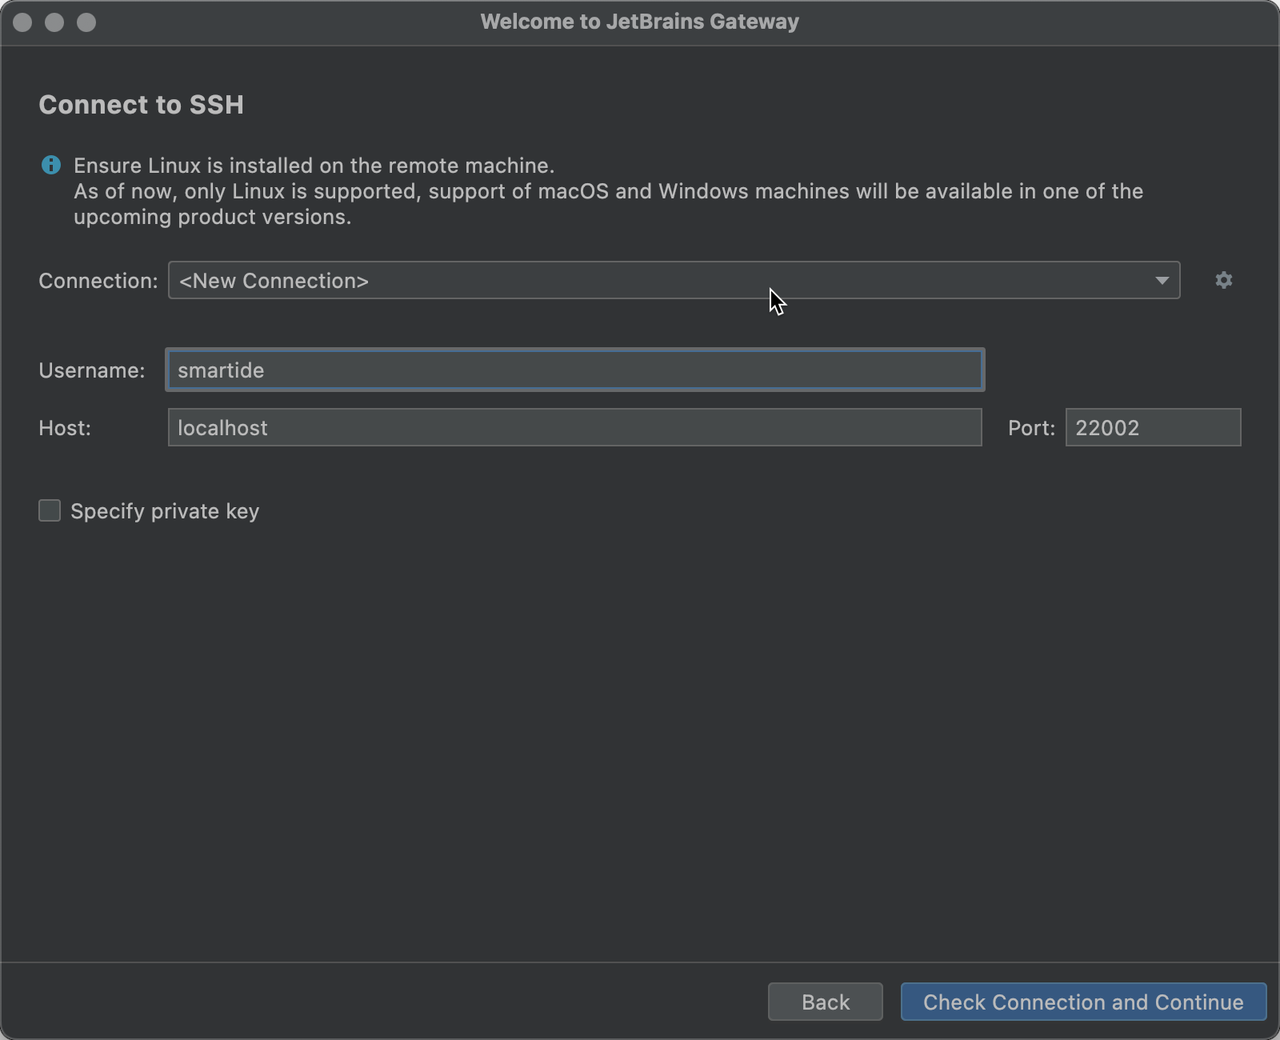 Welcome to JetBrains Gateway
Connect to SSH
Ensure Linux is installed on the remote machine.
As of now, only Linux is supported, support of macOS and Windows machines will be available in one of the
upcoming product versions.
Connection: <New Connection>
Username: smartide
Host: localhost Port: 22002
Specify private key
Back Check Connection and Continue